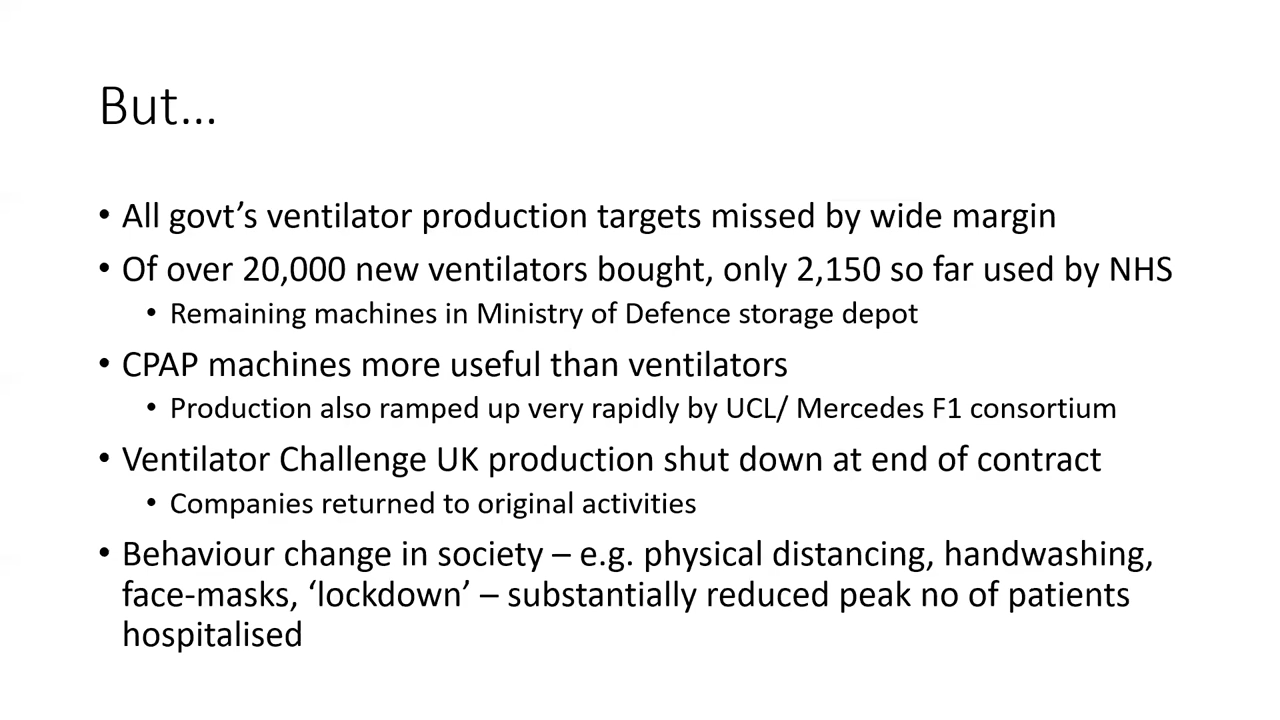 But...
• All govt’s ventilator production targets missed by wide margin
• Of over 20,000 new ventilators bought, only 2,150 so far used by NHS
• Remaining machines in Ministry of Defence storage depot
• CPAP machines more useful than ventilators
• Production also ramped up very rapidly by UCL/ Mercedes F1 consortium
• Ventilator Challenge UK production shut down at end of contract
• Companies returned to original activities
• Behaviour change in society – e.g. physical distancing, handwashing,
face-masks, ‘lockdown’ – substantially reduced peak no of patients
hospitalised